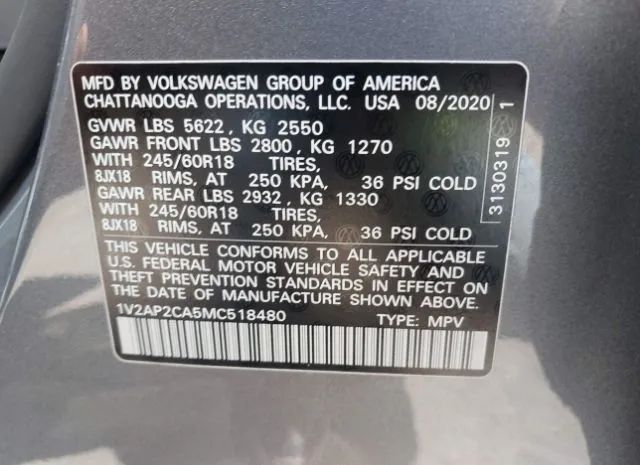 MFD BY VOLKSWAGEN GROUP OF AMERICA
CHATTANOOGA OPERATIONS, LLC. USA 08/2020
GVWR LBS 5622, KG 2550
GAWR FRONT LBS 2800, KG 1270
WITH 245/60R18 TIRES,
8JX18 RIMS, AT 250 KPA, 36 PSI COLD
GAWR REAR LBS 2932, KG 1330
WITH 245/60R18 TIRES,
8JX18 RIMS, AT 250 KPA, 36 PSI COLD
THIS VEHICLE CONFORMS TO ALL APPLICABLE
U.S. FEDERAL MOTOR VEHICLE SAFETY AND
THEFT PREVENTION STANDARDS IN EFFECT ON
THE DATE OF MANUFACTURE SHOWN ABOVE.
1V2AP2CA5MC518480 TYPE: MPV
3130319 1